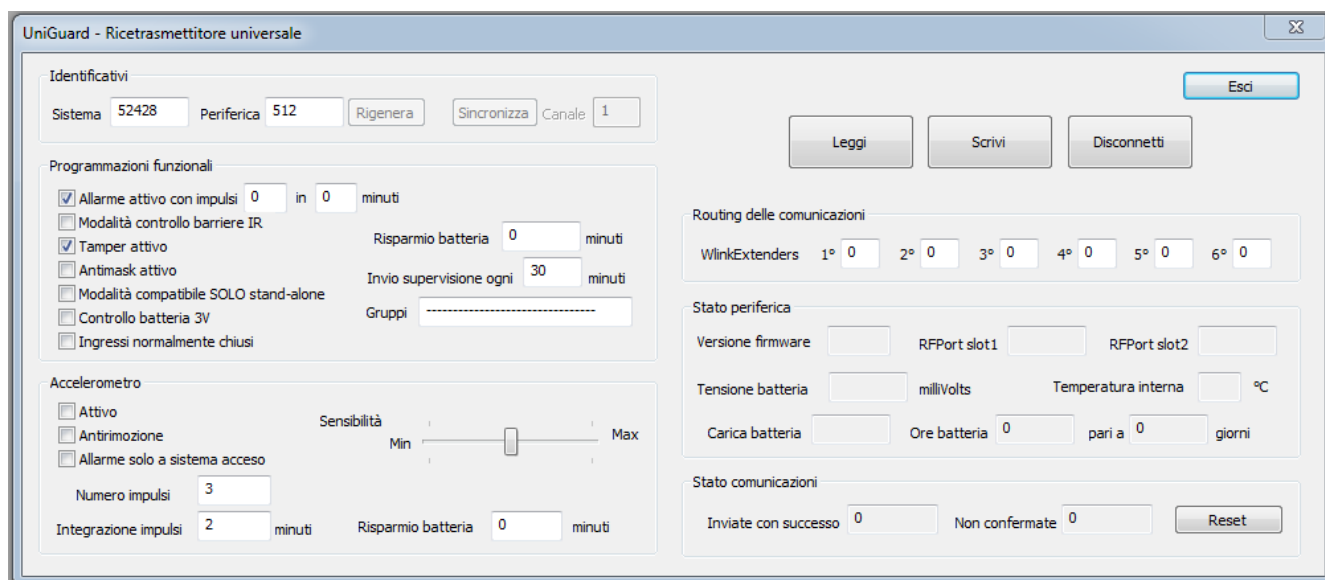 UniGuard - Ricetrasmettitore universale
Identificativi
Sistema 52428 Periferica 512 Rigenera Sincronizza Canale 1
Programmazioni funzionali
Allarme attivo con impulsi 0 in 0 minuti
Modalità controllo barriere IR
Tamper attivo
Antimask attivo
Modalità compatibile SOLO stand-alone
Controllo batteria 3V
Ingressi normalmente chiusi
Risparmio batteria 0 minuti
Invio supervisione ogni 30 minuti
Gruppi --------------------------------
Accelerometro
Attivo
Antirimozione
Allarme solo a sistema acceso
Sensibilità
Min Max
Numero impulsi 3
Integrazione impulsi 2 minuti Risparmio batteria 0 minuti
Esci
Leggi Scrivi Disconnetti
Routing delle comunicazioni
WlinkExtenders 1° 0 2° 0 3° 0 4° 0 5° 0 6° 0
Stato periferica
Versione firmware RFPort slot1 RFPort slot2
Tensione batteria milliVolts Temperatura interna °C
Carica batteria Ore batteria 0 pari a 0 giorni
Stato comunicazioni
Inviate con successo 0 Non confermate 0 Reset